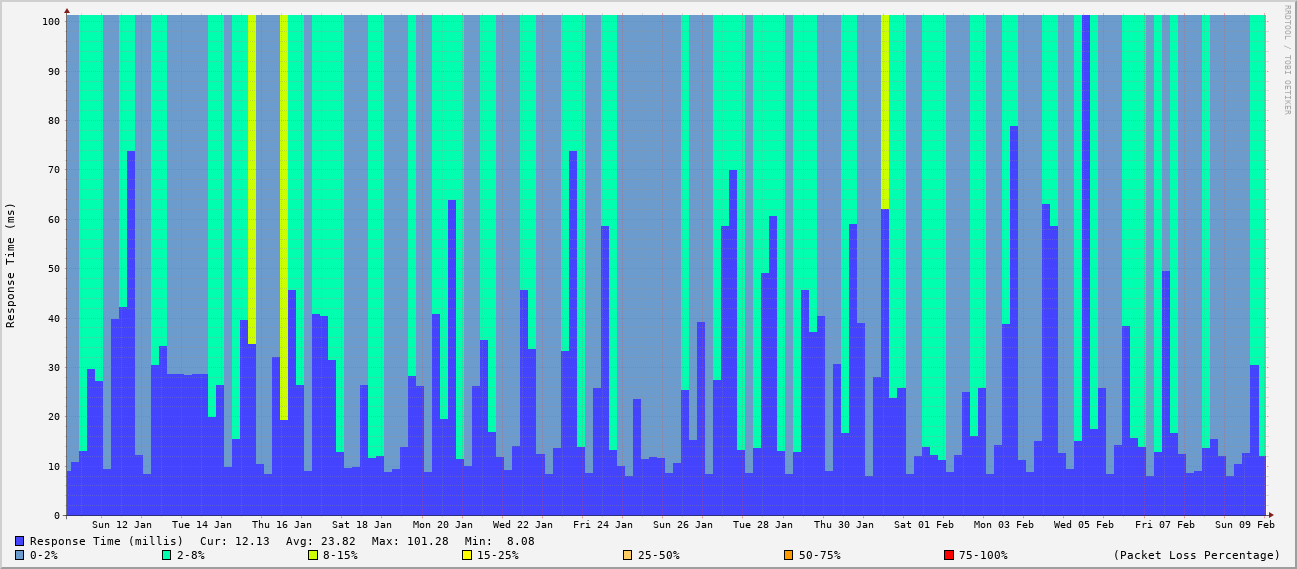 RRDTOOL / TOBI OETIKER
Response Time (ms)
100
90
80
70
60
50
40
30
20
10
0
Sun 12 Jan Tue 14 Jan Thu 16 Jan Sat 18 Jan Mon 20 Jan Wed 22 Jan Fri 24 Jan Sun 26 Jan Tue 28 Jan Thu 30 Jan Sat 01 Feb Mon 03 Feb Wed 05 Feb Fri 07 Feb Sun 09 Feb
Response Time (millis) Cur: 12.13 Avg: 23.82 Max: 101.28 Min: 8.08
0-2% 2-8% 8-15% 15-25% 25-50% 50-75% 75-100% (Packet Loss Percentage)